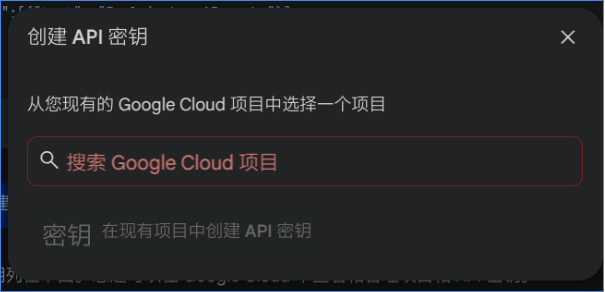 创建 API 密钥
从您现有的 Google Cloud 项目中选择一个项目
搜索 Google Cloud 项目
密钥 在现有项目中创建 API 密钥